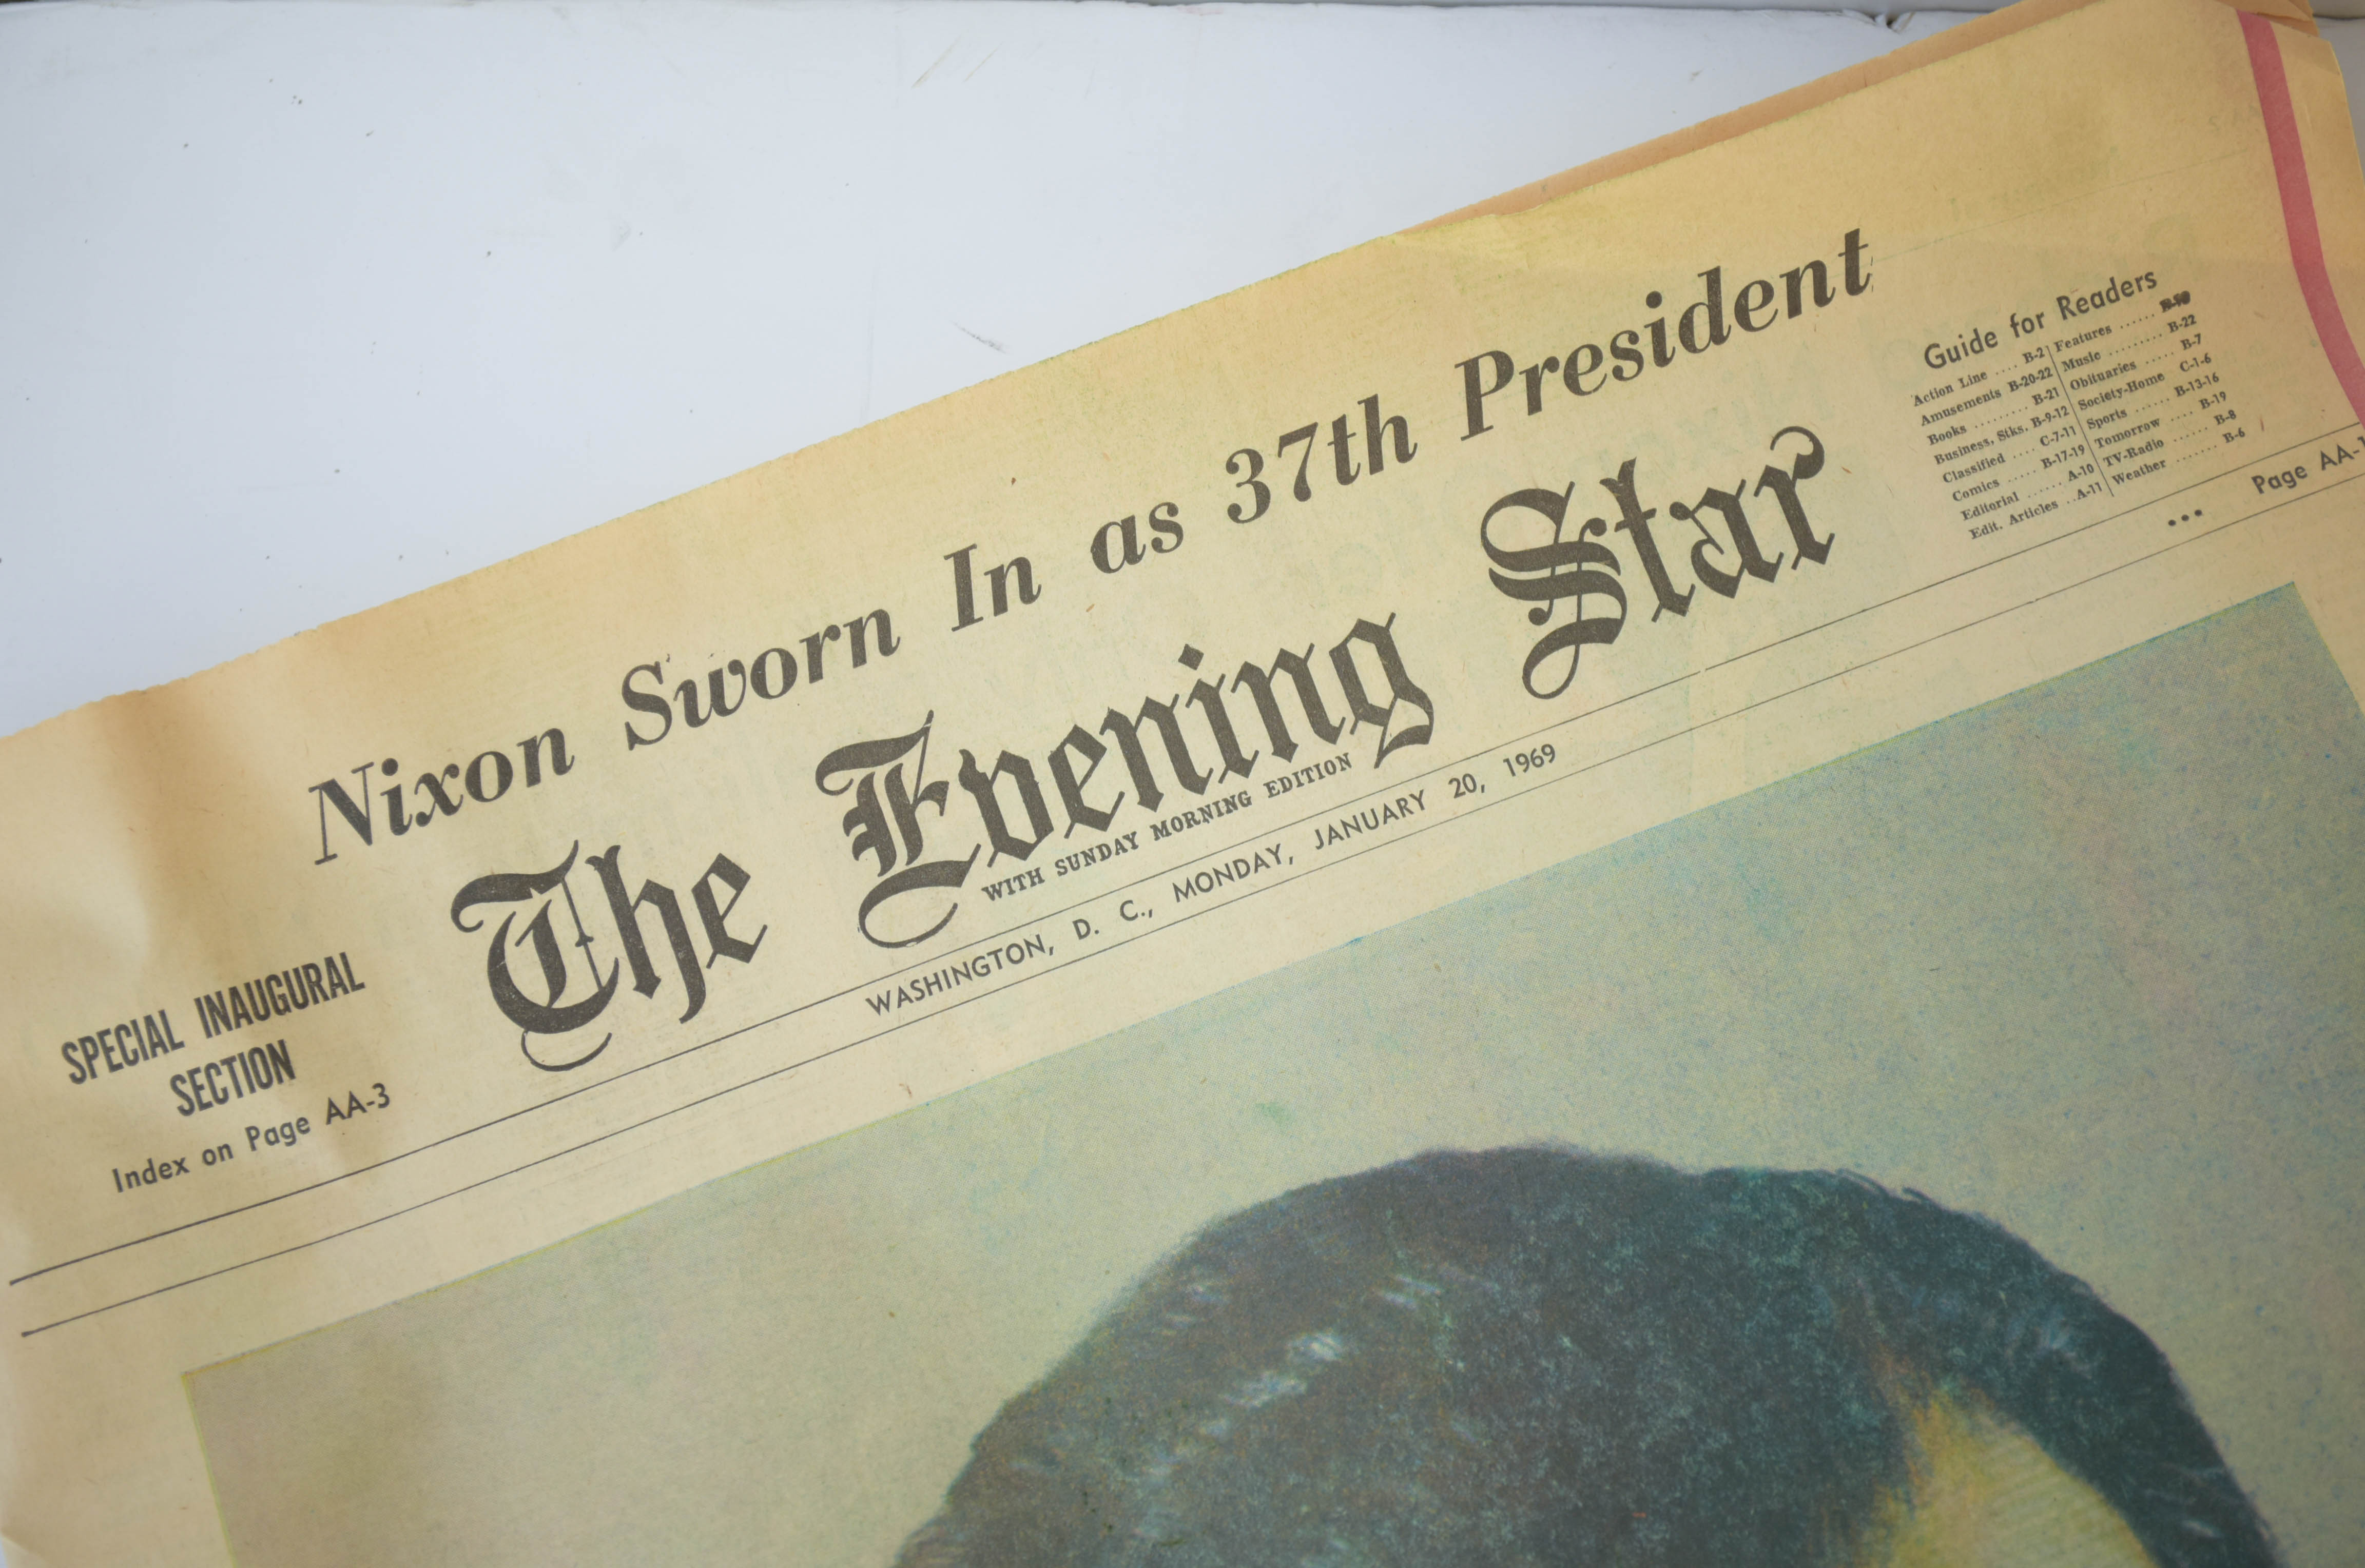 Nixon Sworn In as 37th President
SPECIAL INAUGURAL
SECTION
Index on Page AA-3
The Evening Star
WITH SUNDAY MORNING EDITION
WASHINGTON, D. C., MONDAY, JANUARY 20, 1969
Guide for Readers
Action Line .... B-2
Amusements B-20-22
Books ........ B-21
Business, Stks. B-9-12
Classified .... C-7-11
Comics ...... B-17-19
Editorial ...... A-10
Edit. Articles ..A-11
Features ......
Music ......... B-22
Obituaries ..... B-7
Society-Home C-1-6
Sports ...... B-13-16
Tomorrow .... B-19
TV-Radio ...... B-8
Weather ........ B-6
••• Page AA-1